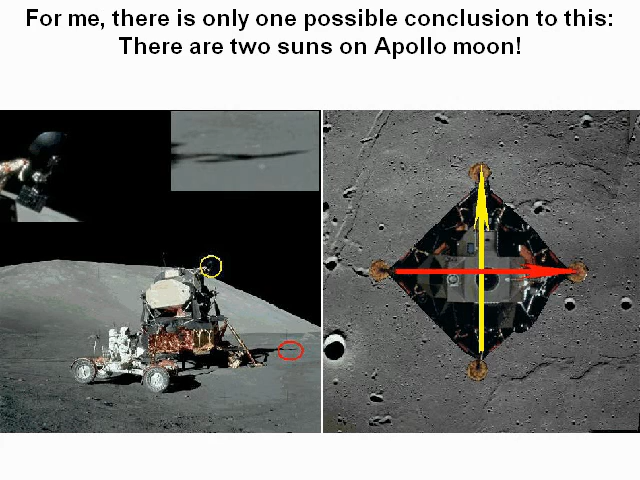 For me, there is only one possible conclusion to this:
There are two suns on Apollo moon!